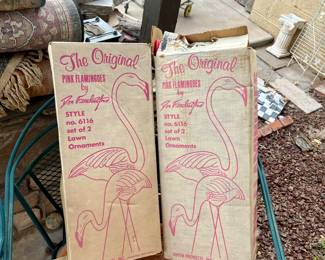 The Original
PINK FLAMINGOES
by
Don Featherstone
STYLE
no. 6116
set of 2
Lawn
Ornaments
The Original
PINK FLAMINGOES
by
Don Featherstone
STYLE
no. 6116
set of 2
Lawn
Ornaments